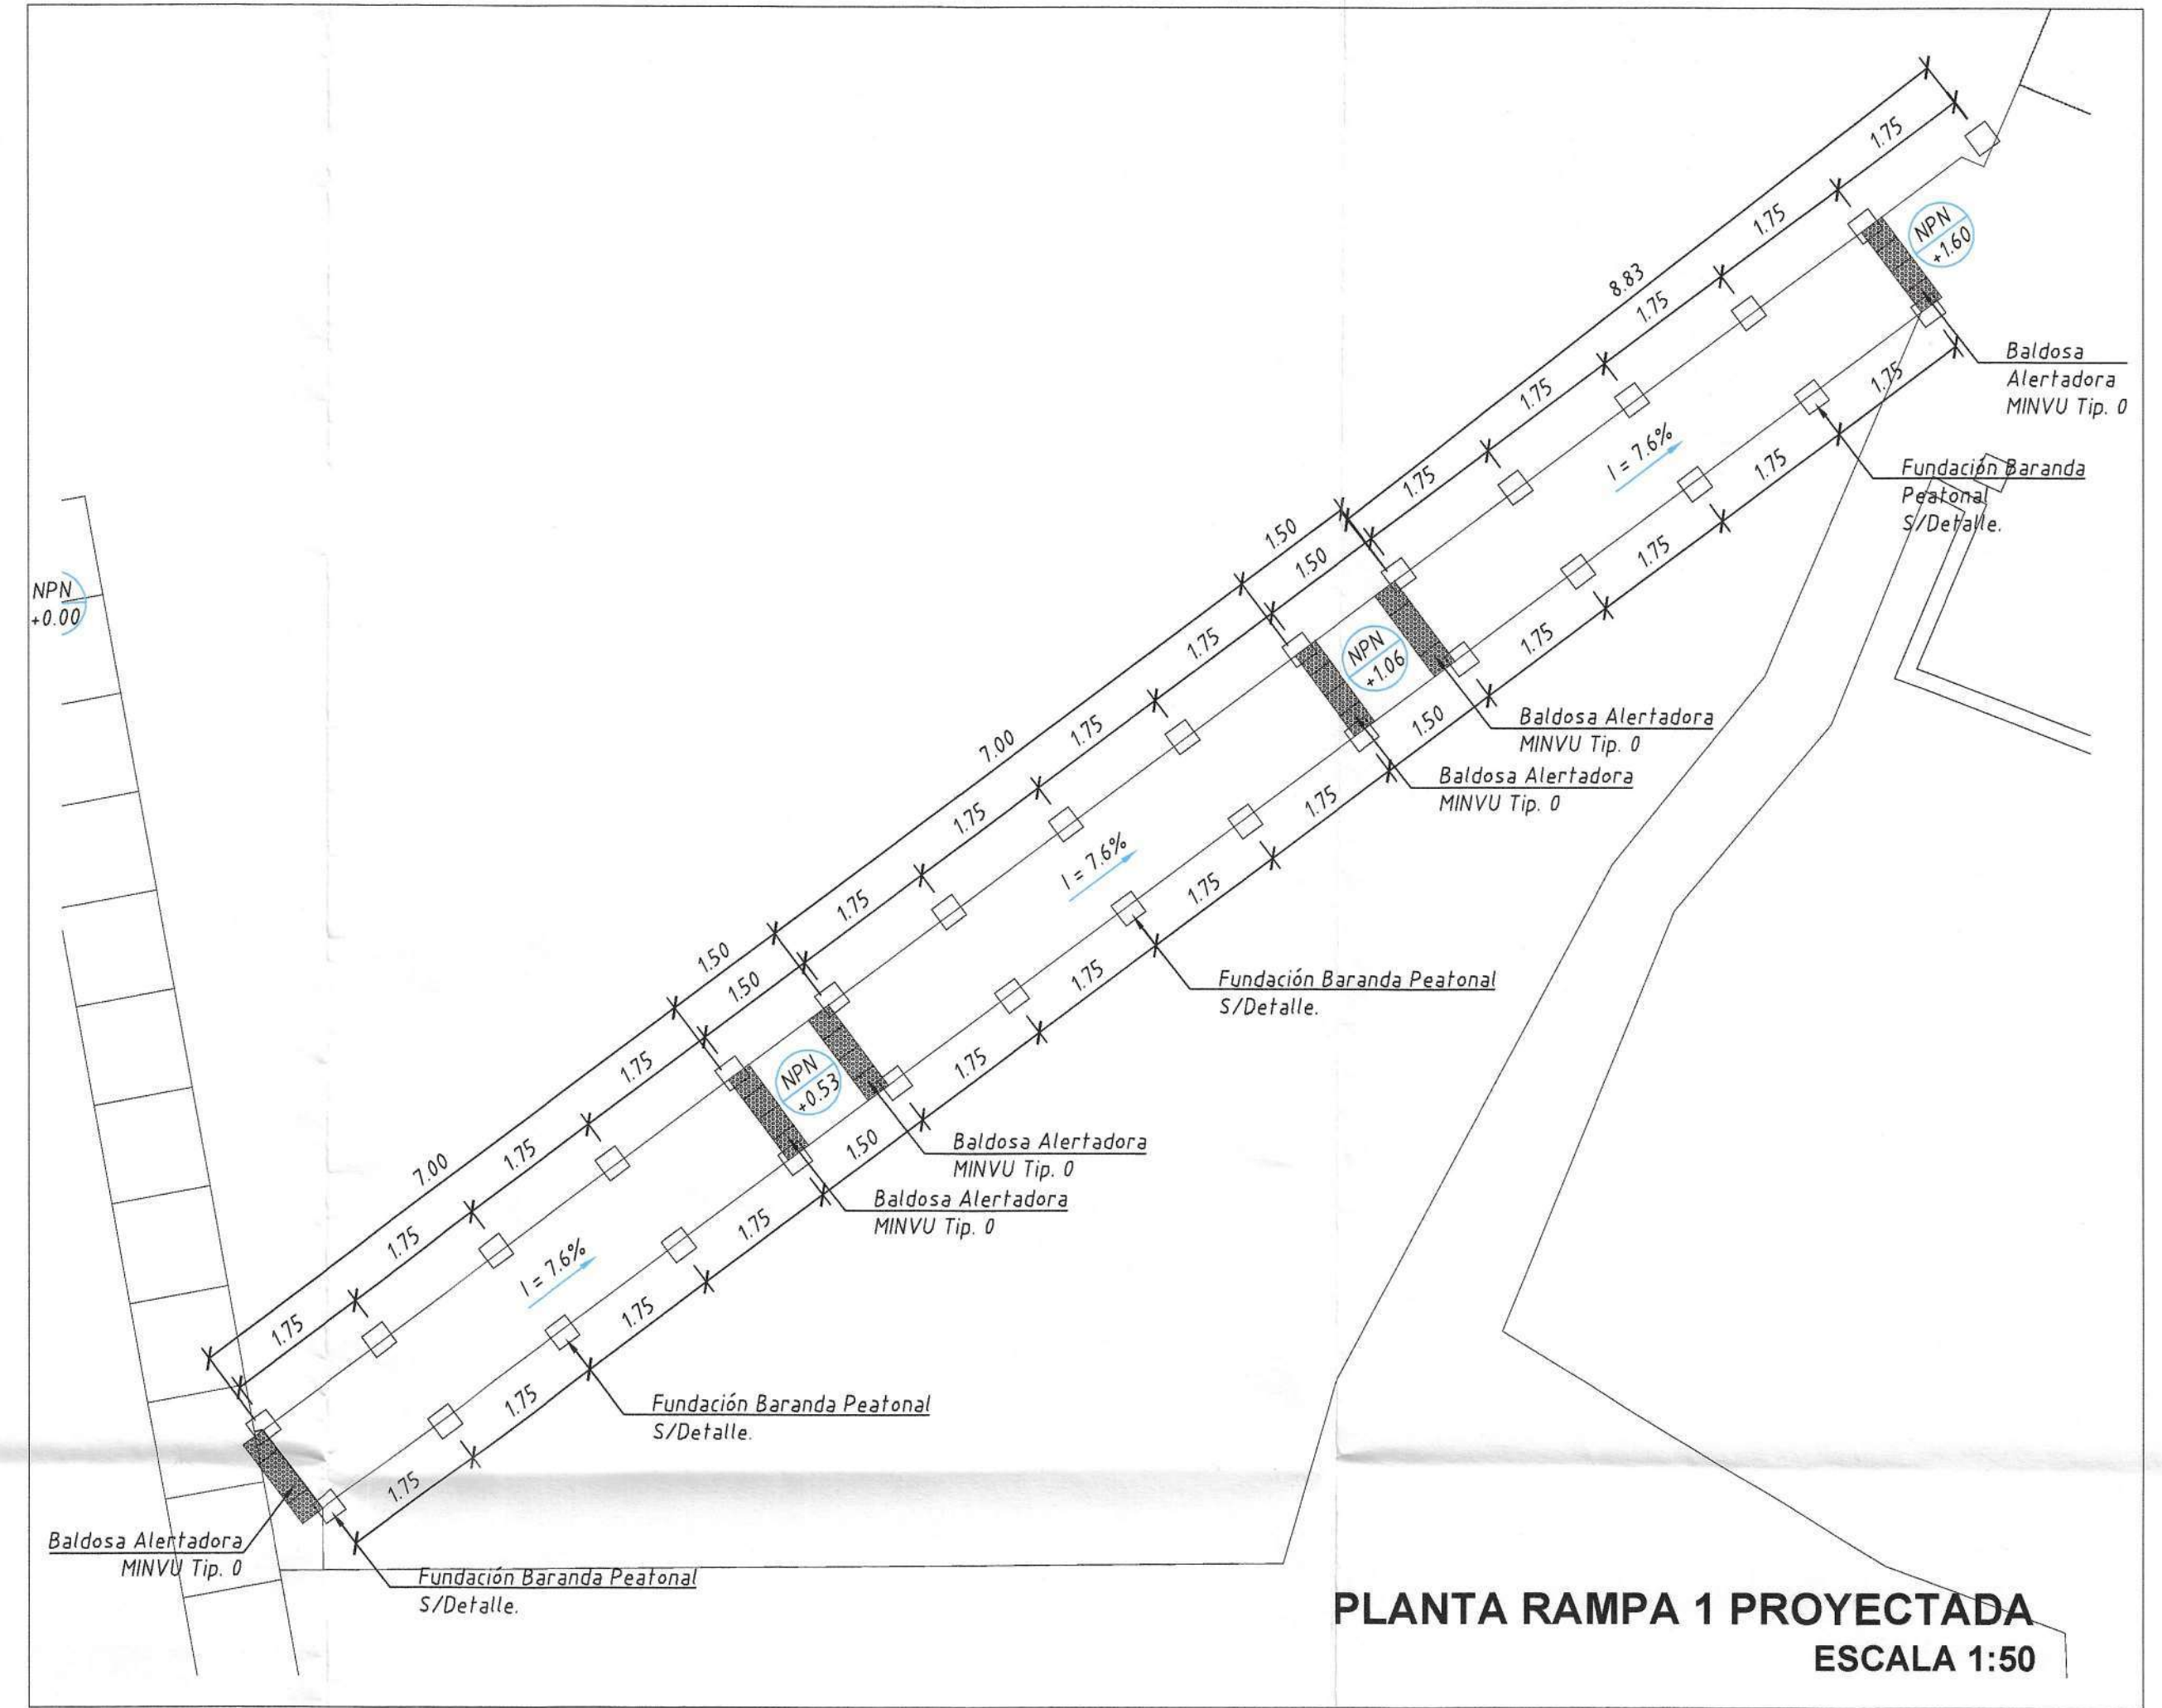 8.83
1.75
1.75
1.75
1.75
1.75
NPN
+1.60
Baldosa
Alertadora
MINVU Tip. 0
1.75
I = 7.6%
Fundación Baranda
Peatonal
S/Detalle.
1.75
1.75
1.75
1.50
1.50
NPN
+1.06
1.50
Baldosa Alertadora
MINVU Tip. 0
Baldosa Alertadora
MINVU Tip. 0
NPN
+0.00
7.00
1.75
1.75
1.75
1.75
I = 7.6%
1.75
1.75
1.75
1.75
Fundación Baranda Peatonal
S/Detalle.
1.50
1.50
NPN
+0.53
1.50
Baldosa Alertadora
MINVU Tip. 0
Baldosa Alertadora
MINVU Tip. 0
7.00
1.75
1.75
1.75
1.75
I = 7.6%
1.75
1.75
1.75
1.75
Fundación Baranda Peatonal
S/Detalle.
Baldosa Alertadora
MINVU Tip. 0
Fundación Baranda Peatonal
S/Detalle.
PLANTA RAMPA 1 PROYECTADA
ESCALA 1:50